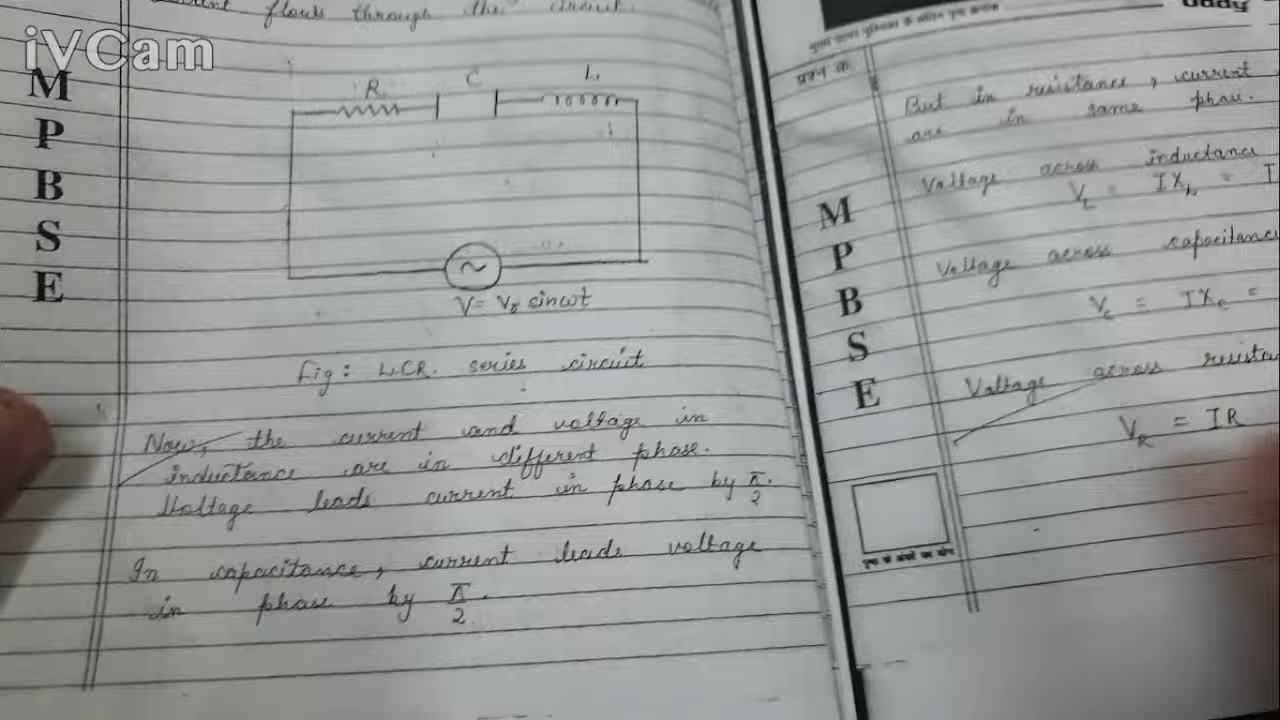 iVCam
flows through the circuit.
R C L
V = V₀ sinωt
Fig: LCR series circuit
Now, the current and voltage in
inductance are in different phase.
Voltage leads current in phase by π/2.
In capacitance, current leads voltage
in phase by π/2.
M
P
B
S
E
प्रश्न क्र.
But in resistance, current
are in same phase.
Voltage across inductance
V_L = IX_L =
Voltage across capacitance
V_c = IX_c =
Voltage across
V_R = IR
M
P
B
S
E
पृष्ठ के अंकों का योग